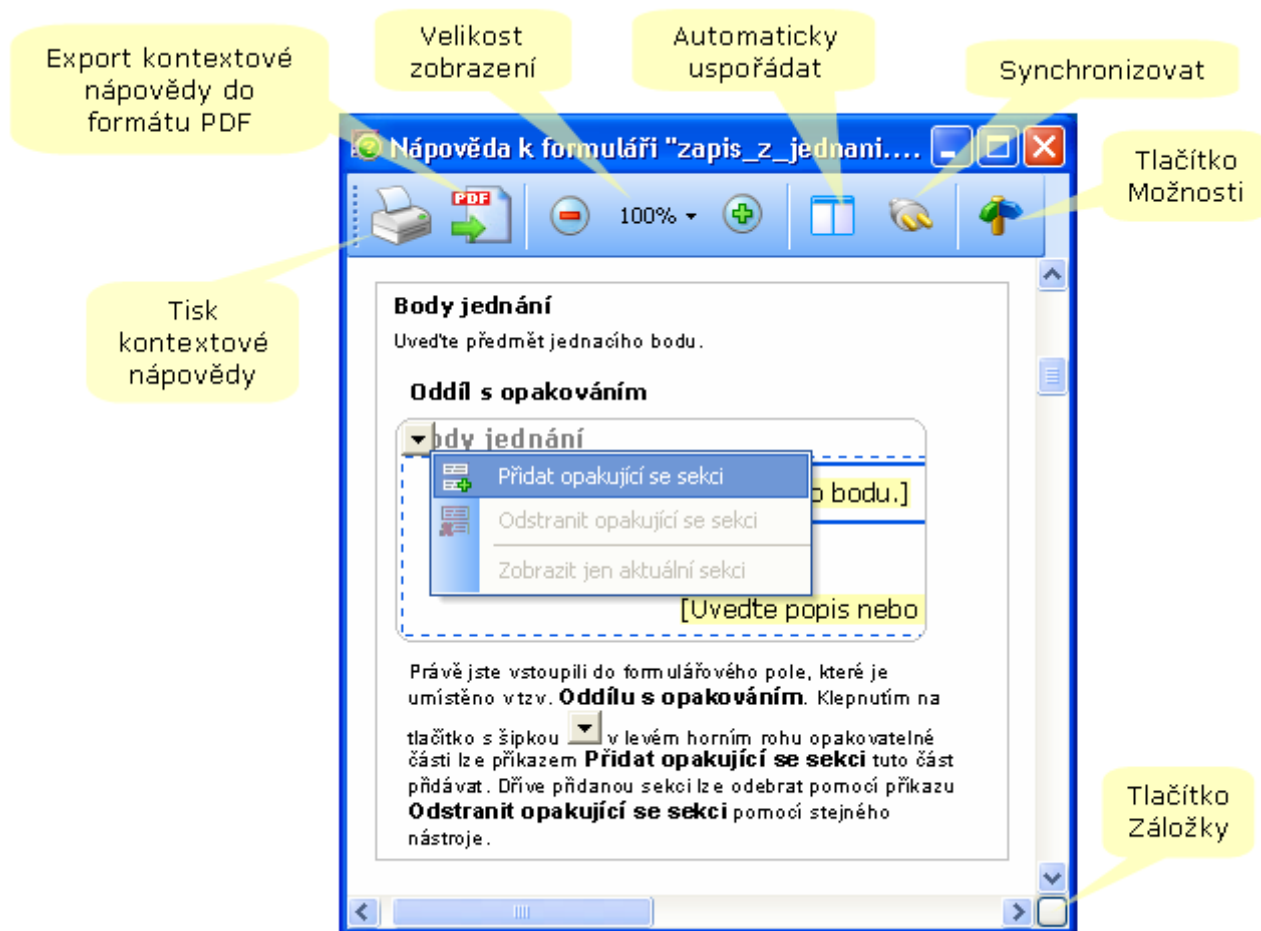 Export kontextové
nápovědy do
formátu PDF
Velikost
zobrazení
Automaticky
uspořádat
Synchronizovat
Tlačítko
Možnosti
Nápověda k formuláři "zapis_z_jednani....
PDF
100%
Tisk
kontextové
nápovědy
Body jednání
Uveďte předmět jednacího bodu.
Oddíl s opakováním
ody jednání
Přidat opakující se sekci
o bodu.]
Odstranit opakující se sekci
Zobrazit jen aktuální sekci
[Uveďte popis nebo
Právě jste vstoupili do formulářového pole, které je
umístěno v tzv. Oddílu s opakováním. Klepnutím na
tlačítko s šipkou v levém horním rohu opakovatelné
části lze příkazem Přidat opakující se sekci tuto část
přidávat. Dříve přidanou sekci lze odebrat pomocí příkazu
Odstranit opakující se sekci pomocí stejného
nástroje.
Tlačítko
Záložky